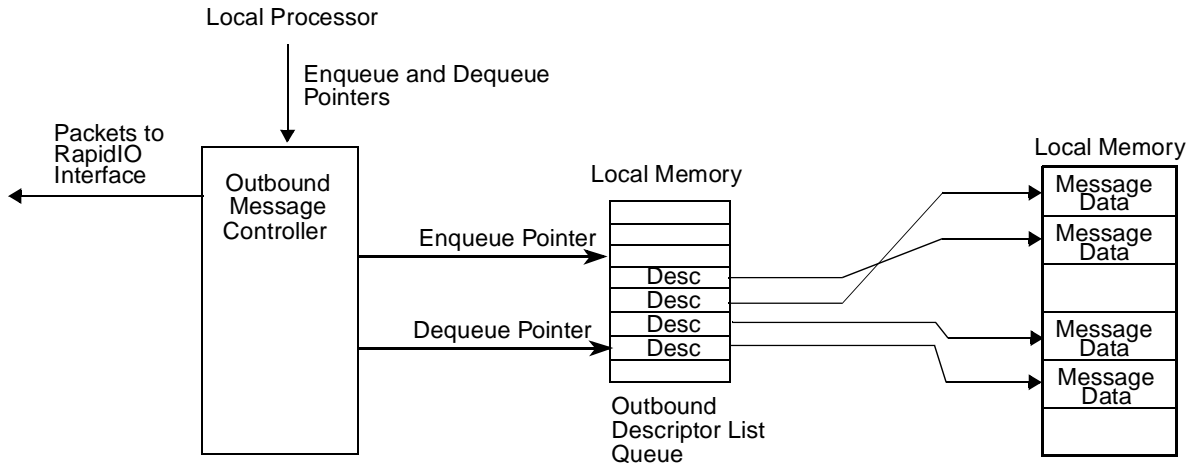 Local Processor
Enqueue and Dequeue
Pointers
Packets to
RapidIO
Interface
Outbound
Message
Controller
Enqueue Pointer
Dequeue Pointer
Local Memory
Desc
Desc
Desc
Desc
Outbound
Descriptor List
Queue
Local Memory
Message
Data
Message
Data
Message
Data
Message
Data